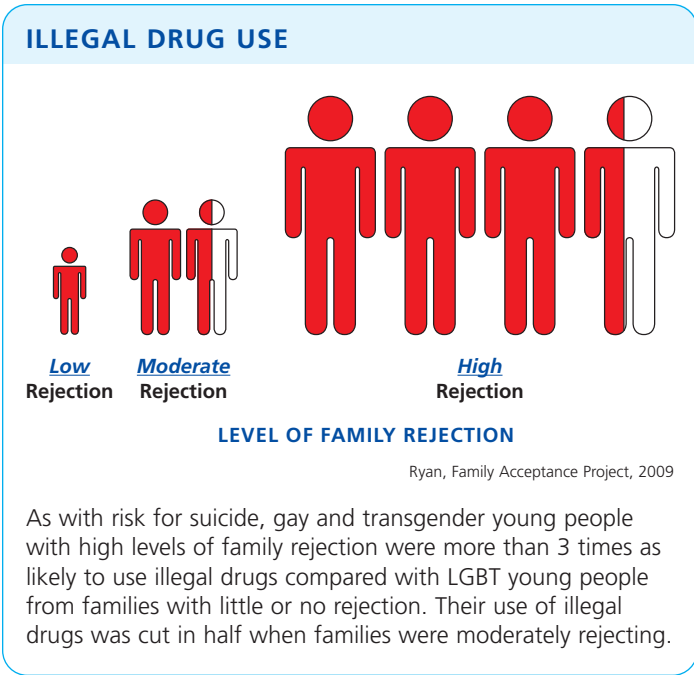 ILLEGAL DRUG USE
Low
Rejection
Moderate
Rejection
High
Rejection
LEVEL OF FAMILY REJECTION
Ryan, Family Acceptance Project, 2009
As with risk for suicide, gay and transgender young people
with high levels of family rejection were more than 3 times as
likely to use illegal drugs compared with LGBT young people
from families with little or no rejection. Their use of illegal
drugs was cut in half when families were moderately rejecting.